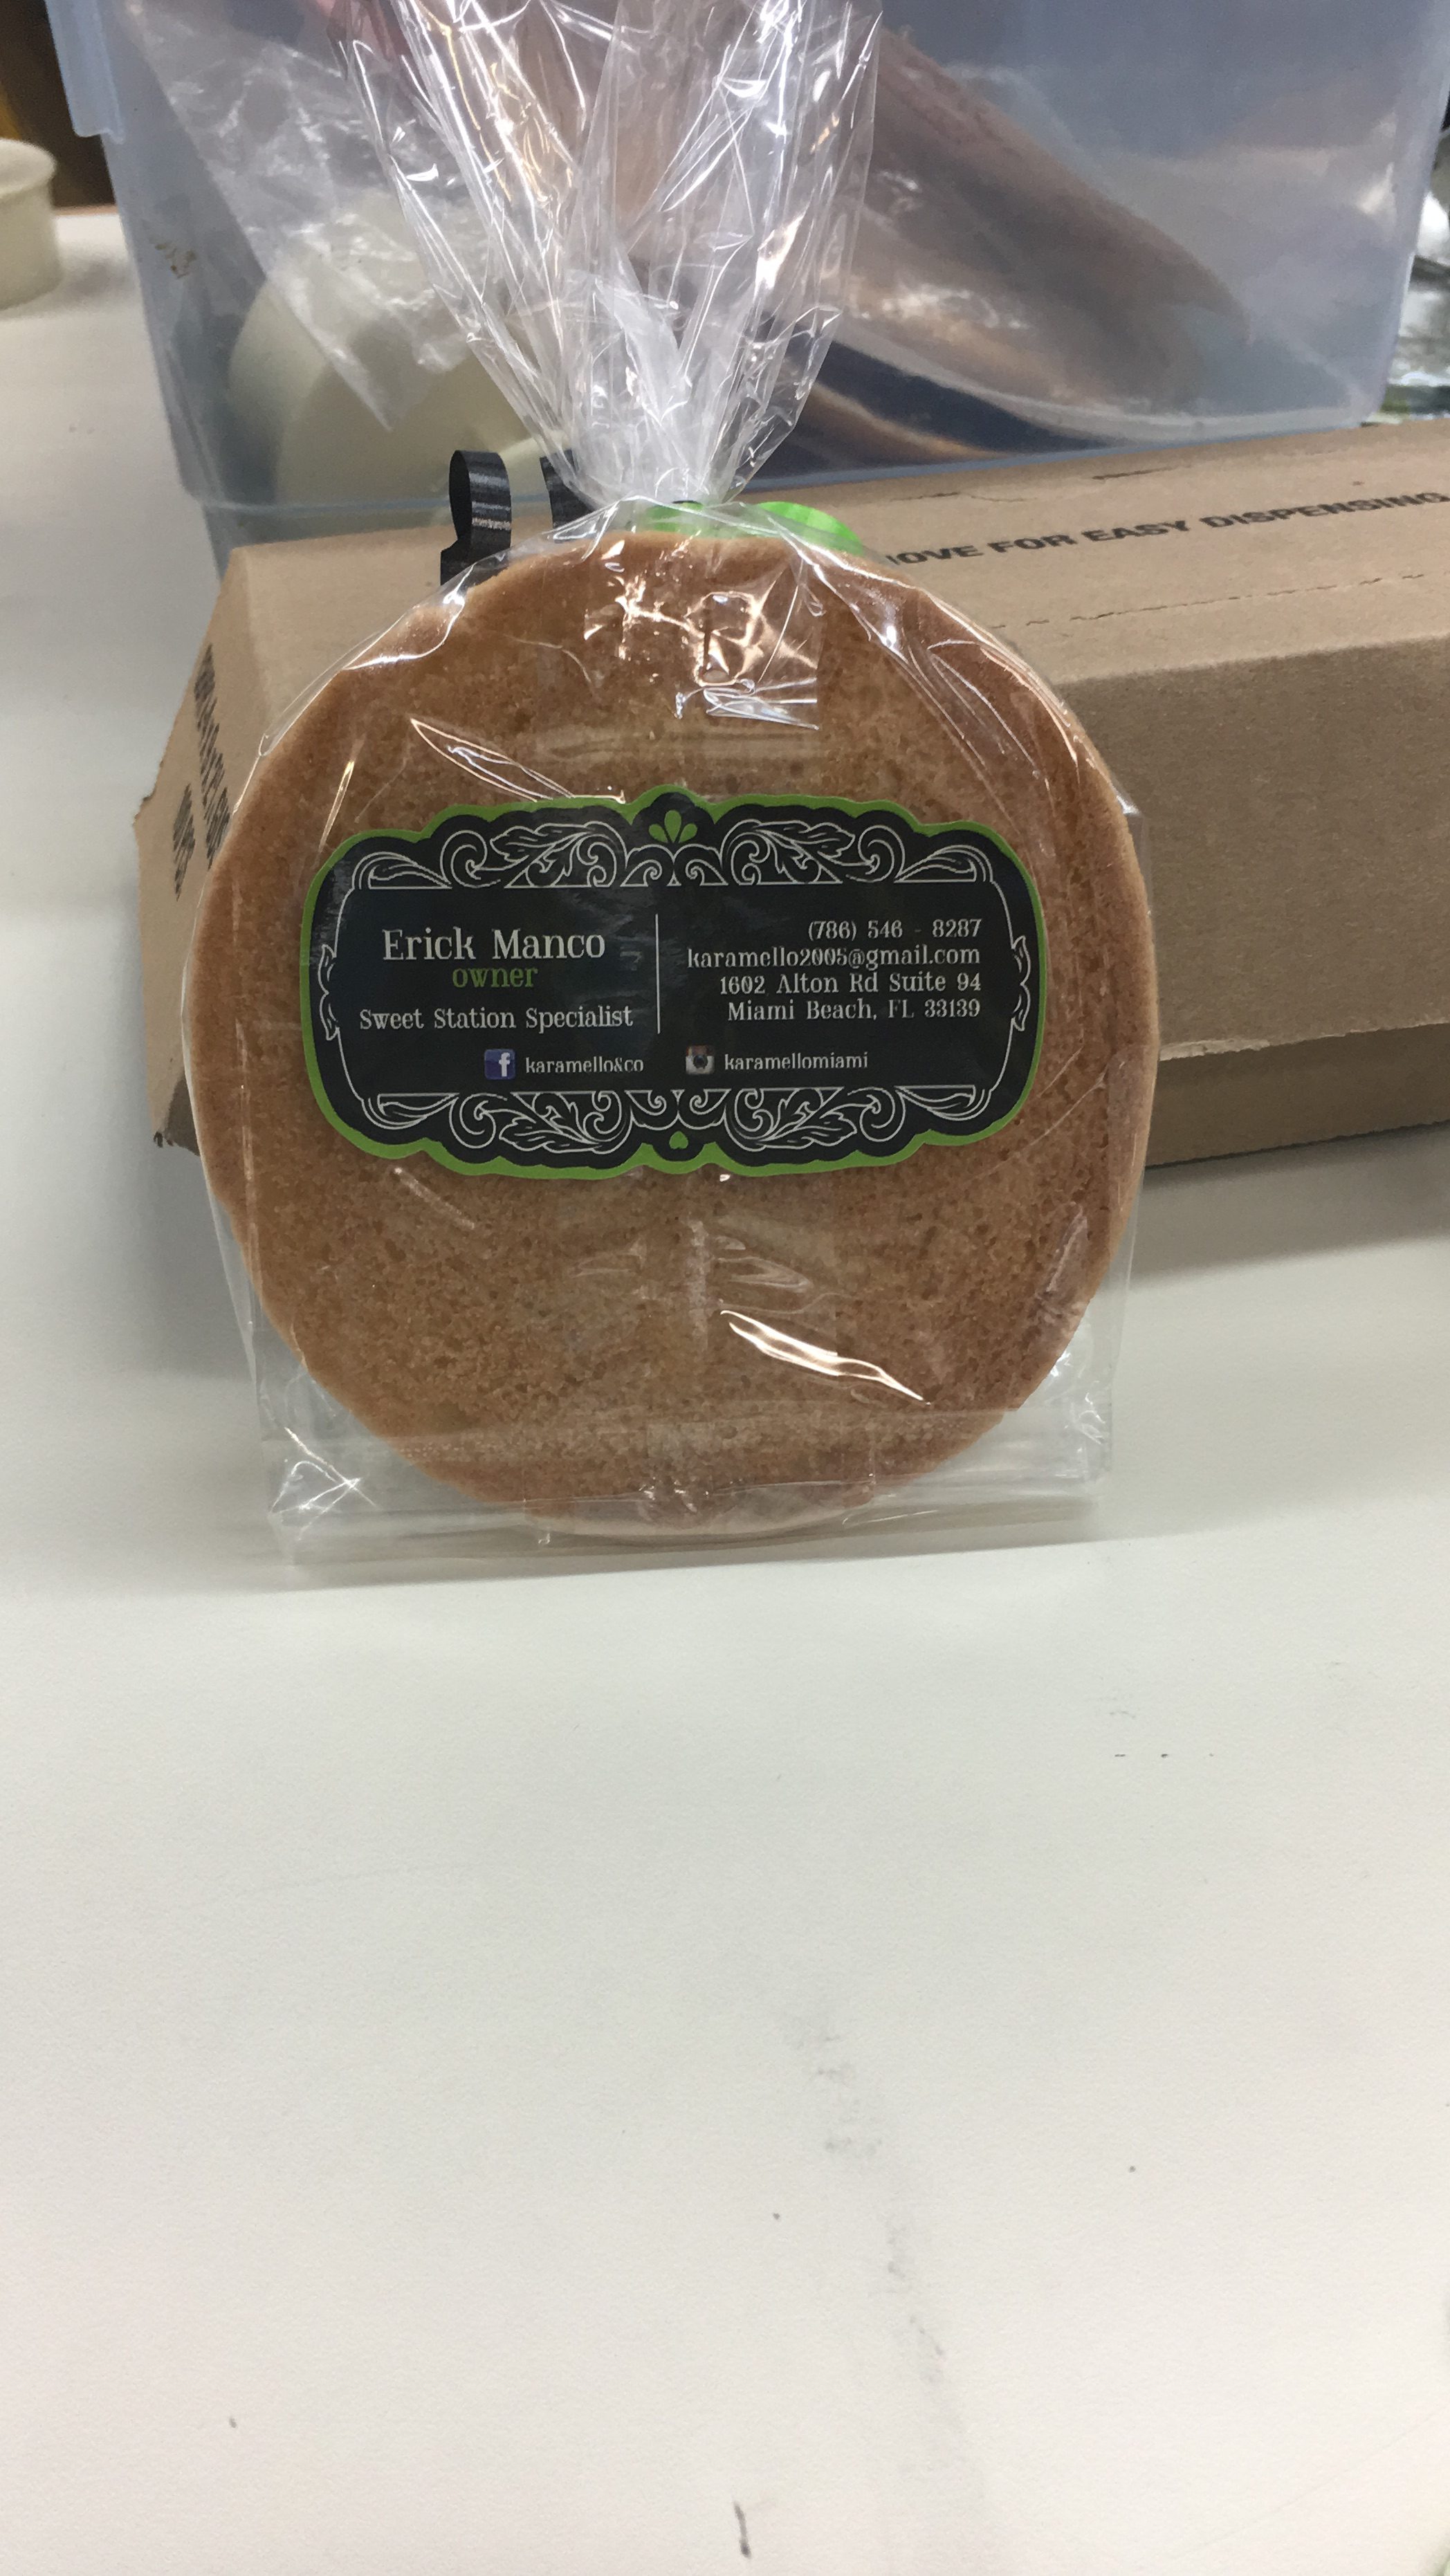 OVE FOR EASY DISPENSING
Erick Manco
owner
Sweet Station Specialist
(786) 546 - 8287
karamello2005@gmail.com
1602 Alton Rd Suite 94
Miami Beach, FL 33139
karamello&co
karamellomiami